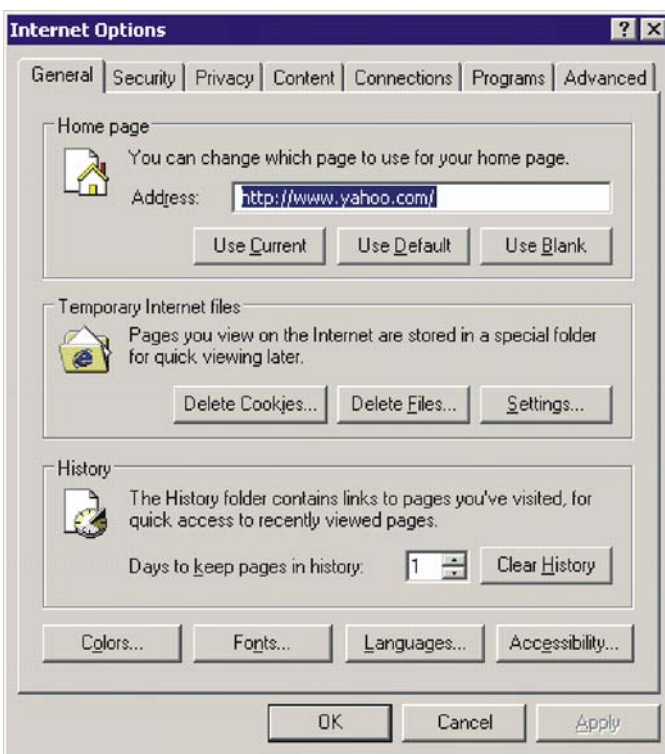 Internet Options
General Security Privacy Content Connections Programs Advanced
Home page
You can change which page to use for your home page.
Address: http://www.yahoo.com/
Use Current Use Default Use Blank
Temporary Internet files
Pages you view on the Internet are stored in a special folder
for quick viewing later.
Delete Cookies... Delete Files... Settings...
History
The History folder contains links to pages you've visited, for
quick access to recently viewed pages.
Days to keep pages in history: 1 Clear History
Colors... Fonts... Languages... Accessibility...
OK Cancel Apply